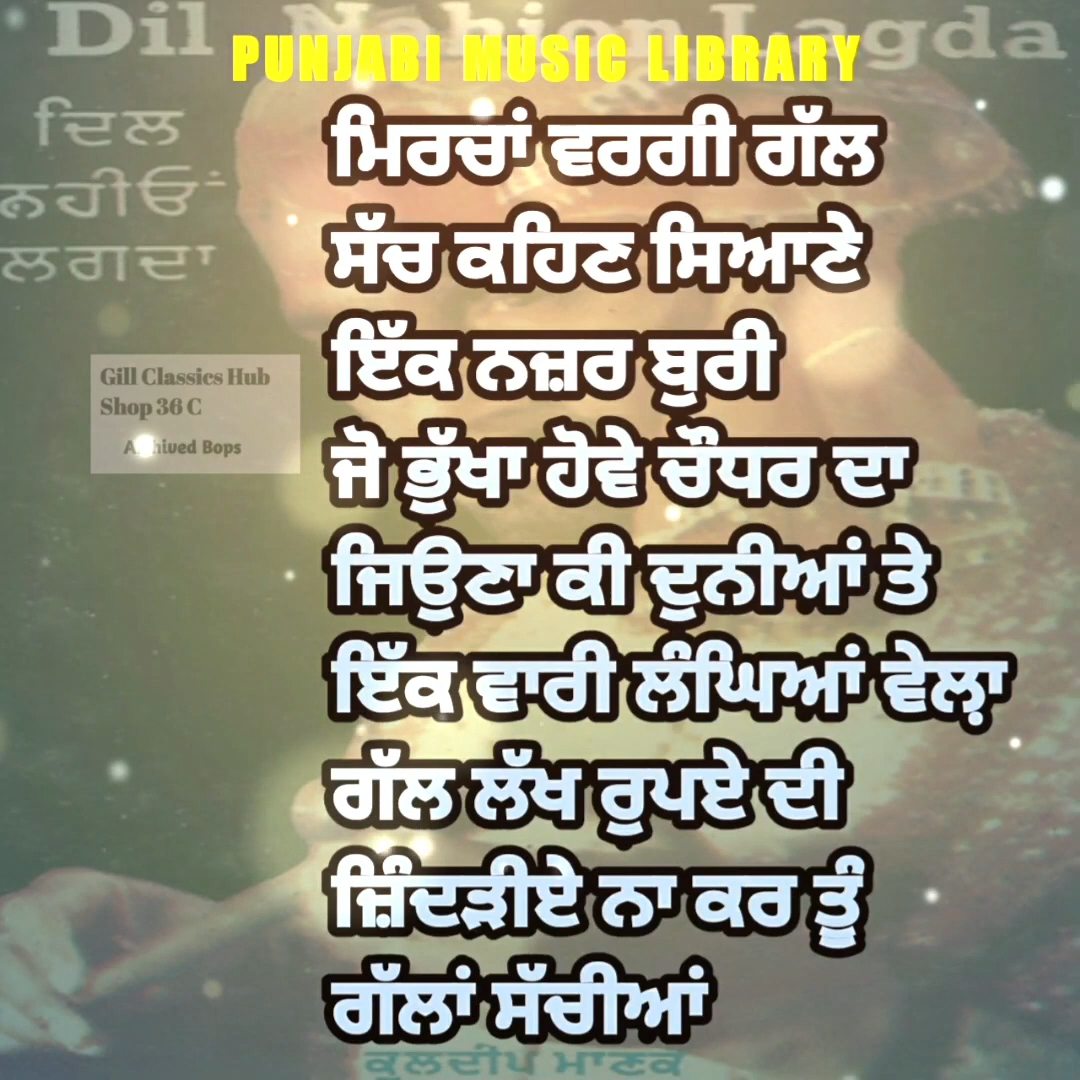 Dil Nahion Lagda
PUNJABI MUSIC LIBRARY
ਦਿਲ
ਨਹੀਓਂ
ਲਗਦਾ
Gill Classics Hub
Shop 36 C
Archived Bops
ਮਿਰਚਾਂ ਵਰਗੀ ਗੱਲ
ਸੱਚ ਕਹਿਣ ਸਿਆਣੇ
ਇੱਕ ਨਜ਼ਰ ਬੁਰੀ
ਜੋ ਭੁੱਖਾ ਹੋਵੇ ਚੌਧਰ ਦਾ
ਜਿਉਣਾ ਕੀ ਦੁਨੀਆਂ ਤੇ
ਇੱਕ ਵਾਰੀ ਲੰਘਿਆਂ ਵੇਲਾ਼
ਗੱਲ ਲੱਖ ਰੁਪਏ ਦੀ
ਜ਼ਿੰਦੜੀਏ ਨਾ ਕਰ ਤੂੰ
ਗੱਲਾਂ ਸੱਚੀਆਂ
ਕੁਲਦੀਪ ਮਾਣਕ